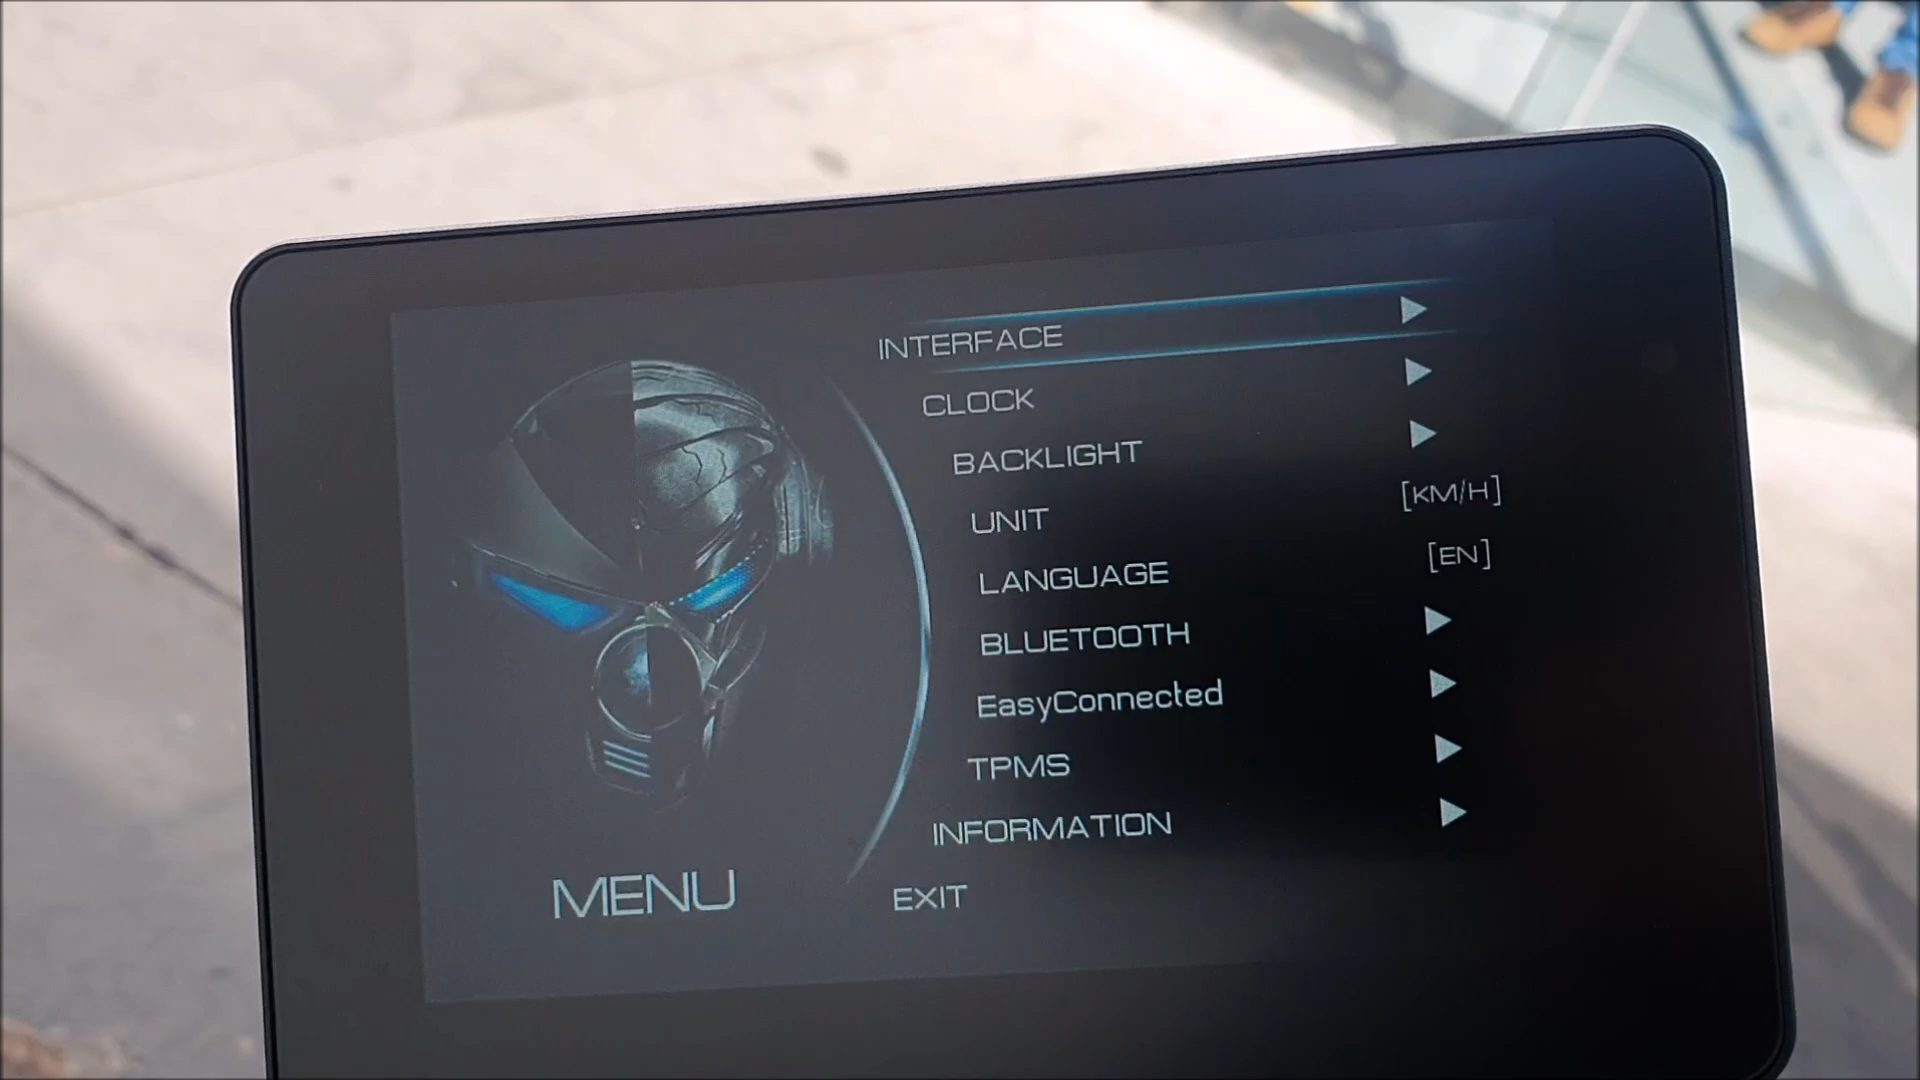 INTERFACE
CLOCK
BACKLIGHT
UNIT [KM/H]
LANGUAGE [EN]
BLUETOOTH
EasyConnected
TPMS
INFORMATION
EXIT
MENU